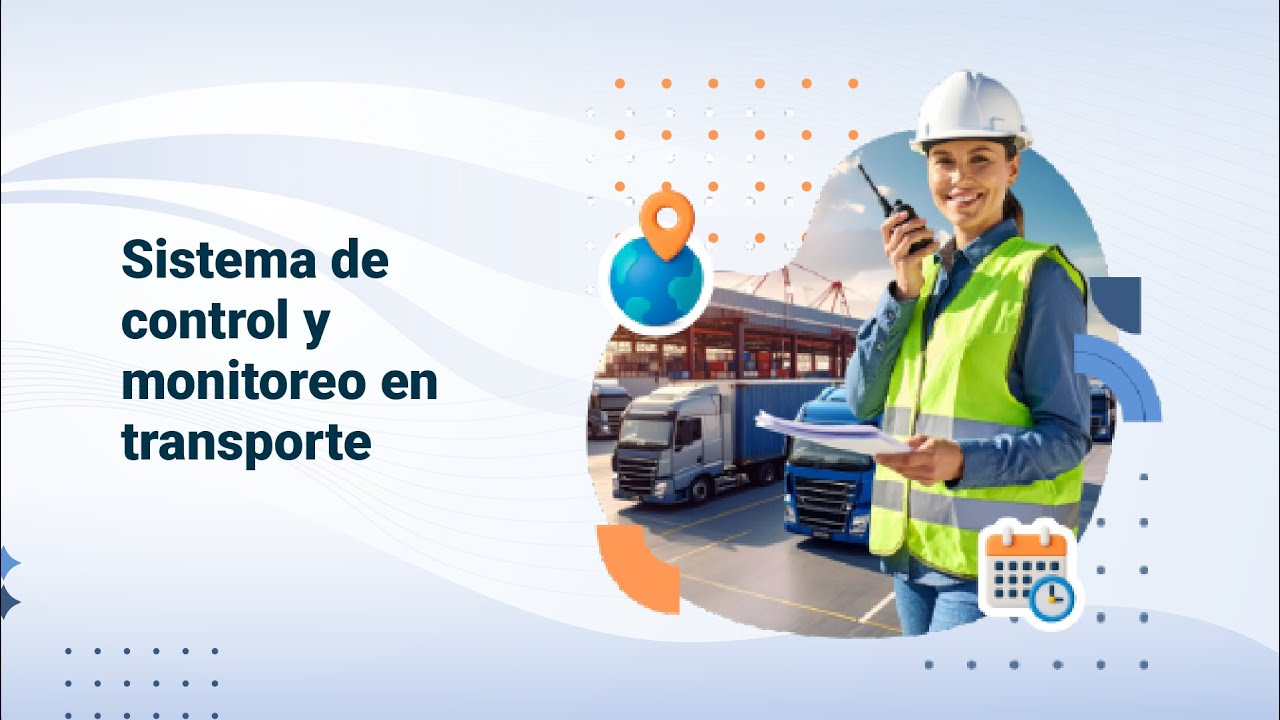 Sistema de
control y
monitoreo en
transporte